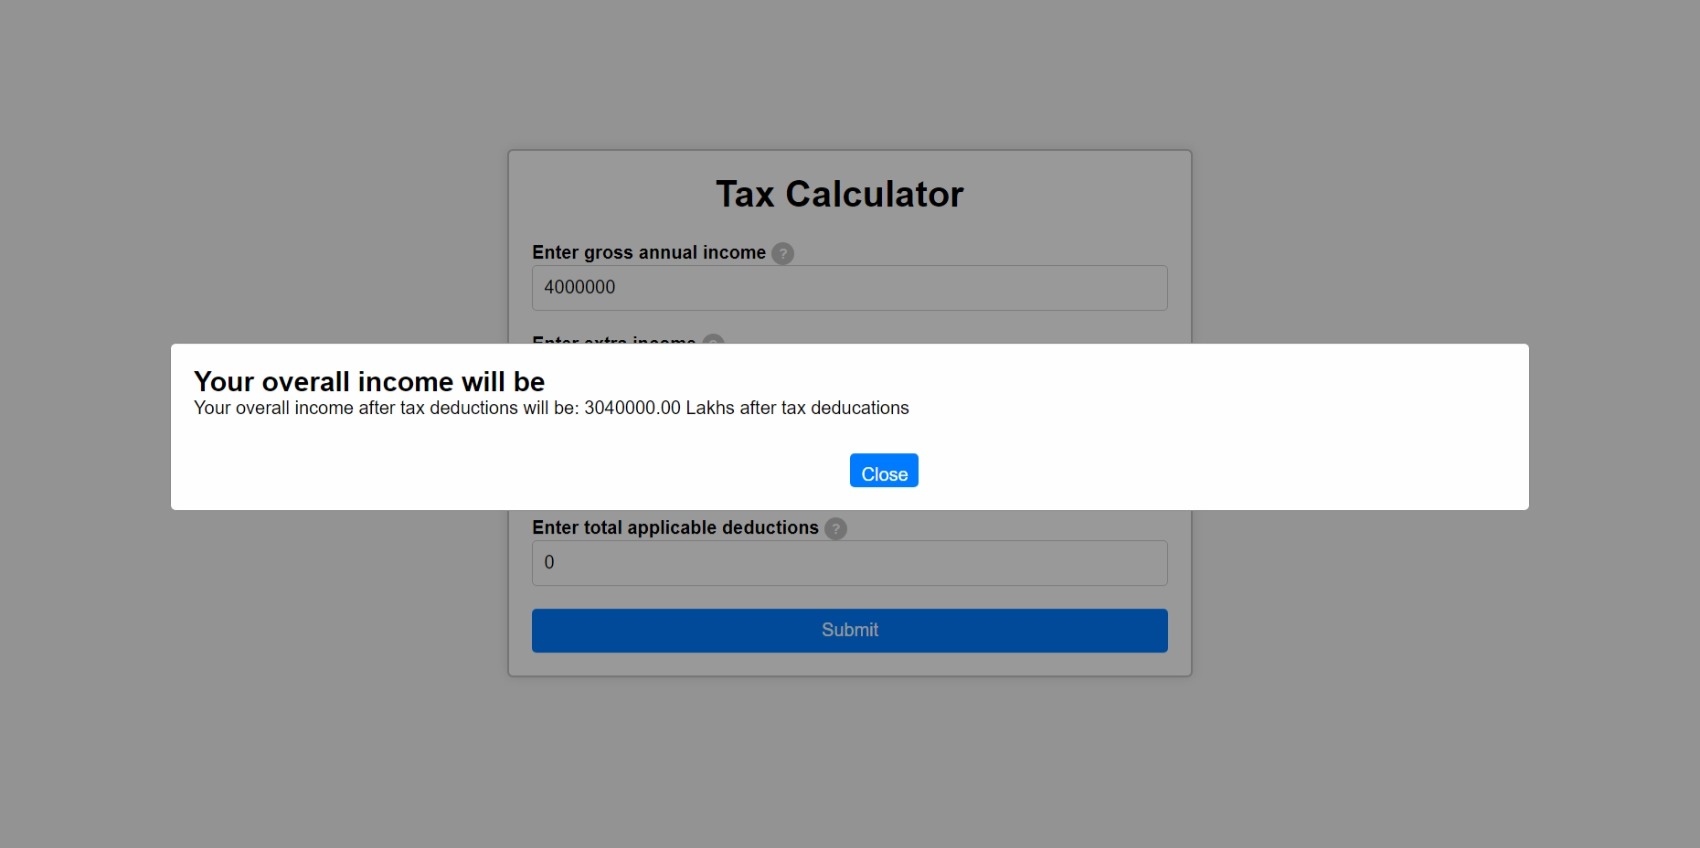 Tax Calculator
Enter gross annual income ?
4000000
Enter extra income ?
Your overall income will be
Your overall income after tax deductions will be: 3040000.00 Lakhs after tax deducations
Close
Enter total applicable deductions ?
0
Submit